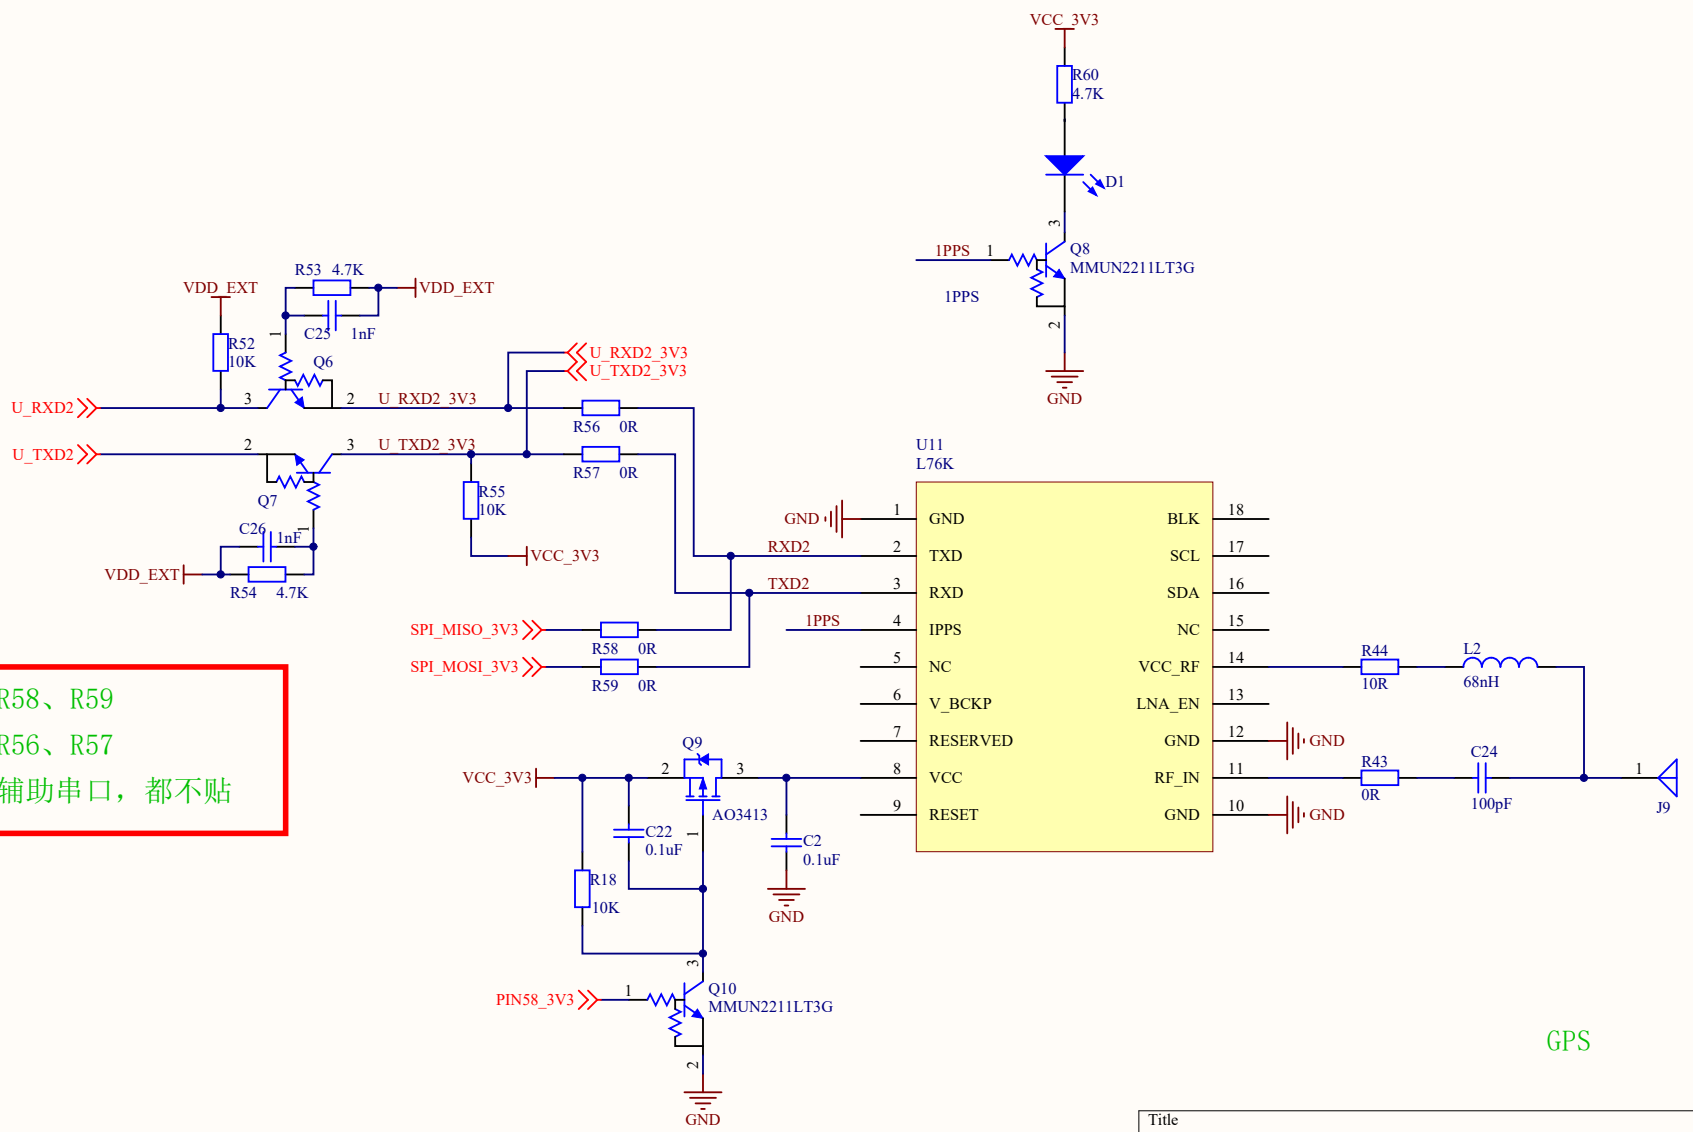 VCC_3V3
R60
4.7K
D1
3
1PPS 1
Q8
MMUN2211LT3G
1PPS
2
GND
R53 4.7K
VDD_EXT
VDD_EXT
C25 1nF
1
R52
10K
Q6
U_RXD2
3
2
U_RXD2_3V3
U_RXD2_3V3
U_TXD2_3V3
R56 0R
U_TXD2
2
3
U_TXD2_3V3
R57 0R
Q7
R55
10K
C26
1nF
1
VCC_3V3
VDD_EXT
R54 4.7K
U11
L76K
GND
1 GND
RXD2 2 TXD
TXD2 3 RXD
1PPS 4 IPPS
5 NC
6 V_BCKP
7 RESERVED
8 VCC
9 RESET
BLK 18
SCL 17
SDA 16
NC 15
VCC_RF 14
LNA_EN 13
GND 12
RF_IN 11
GND 10
SPI_MISO_3V3
R58 0R
SPI_MOSI_3V3
R59 0R
R58、R59
R56、R57
辅助串口，都不贴
R44
10R
L2
68nH
GND
R43
0R
C24
100pF
GND
1
J9
VCC_3V3
2
Q9
3
AO3413
1
C22
0.1uF
C2
0.1uF
GND
R18
10K
3
PIN58_3V3
1
Q10
MMUN2211LT3G
2
GND
GPS
Title